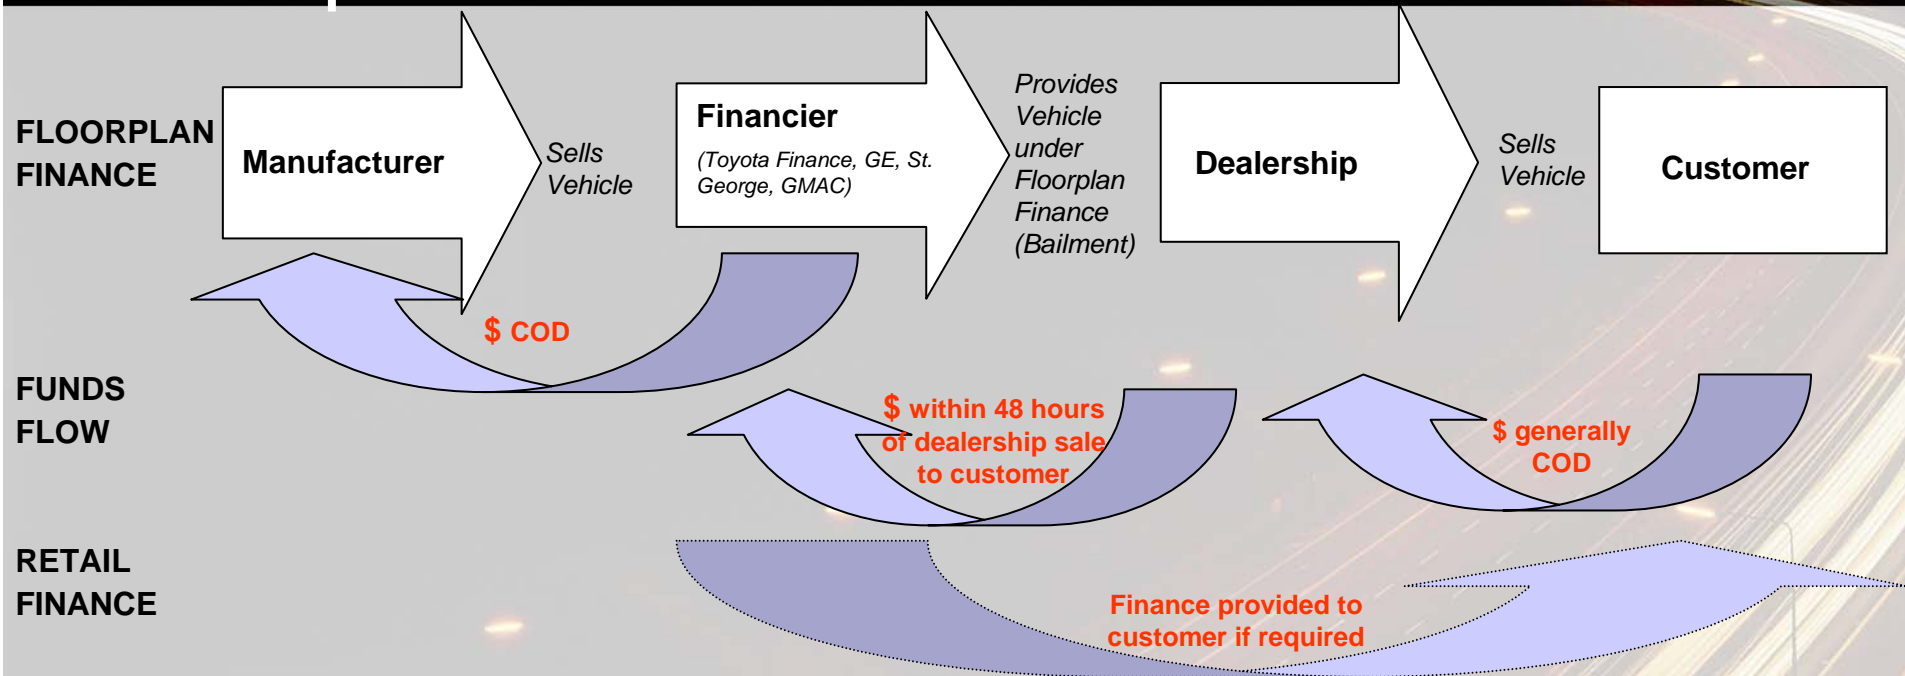 FLOORPLAN
FINANCE
Manufacturer
Sells
Vehicle
Financier
(Toyota Finance, GE, St.
George, GMAC)
Provides
Vehicle
under
Floorplan
Finance
(Bailment)
Dealership
Sells
Vehicle
Customer
FUNDS
FLOW
$ COD
$ within 48 hours
of dealership sale
to customer
$ generally
COD
RETAIL
FINANCE
Finance provided to
customer if required